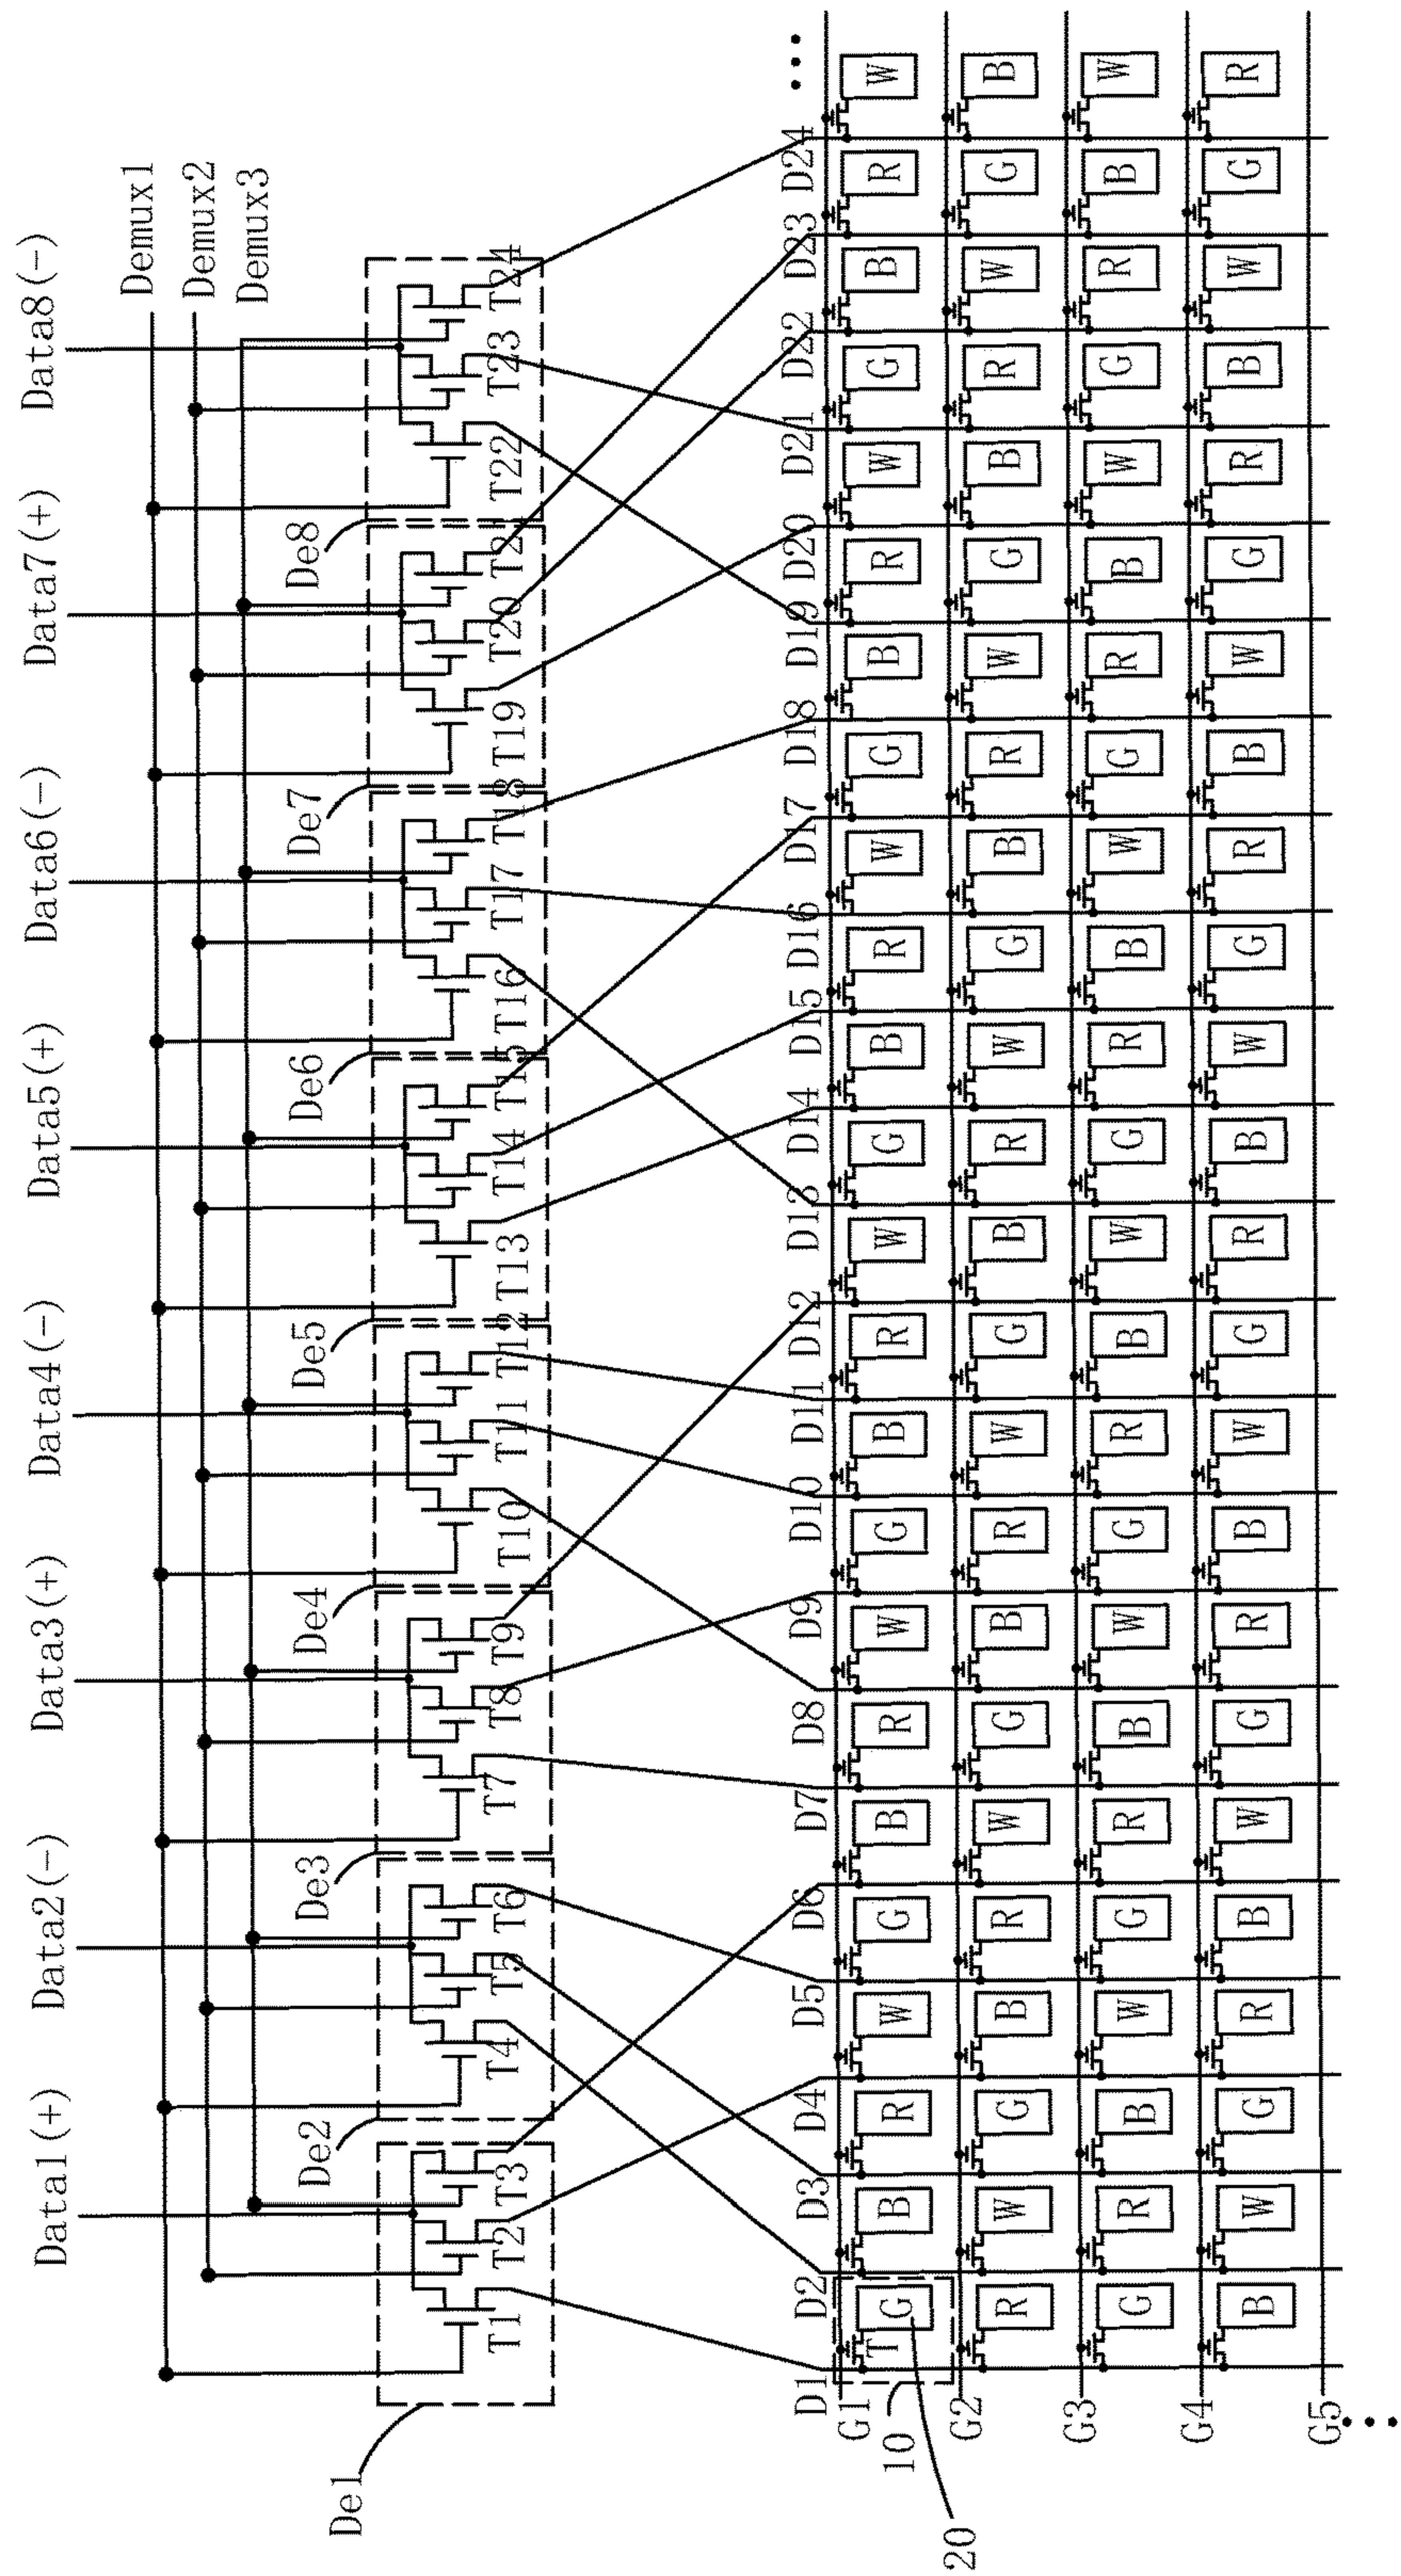 Data1(+) Data2(-) Data3(+) Data4(-) Data5(+) Data6(-) Data7(+) Data8(-)
Demux1
Demux2
Demux3
De1 De2 De3 De4 De5 De6 De7 De8
T1 T2 T3 T4 T5 T6 T7 T8 T9 T10 T11 T12 T13 T14 T15 T16 T17 T18 T19 T20 T21 T22 T23 T24
D1 D2 D3 D4 D5 D6 D7 D8 D9 D10 D11 D12 D13 D14 D15 D16 D17 D18 D19 D20 D21 D22 D23 D24 •••
G1
T G B R W G B R W G B R W G B R W G B R W G B R W
10
G2
R W G B R W G B R W G B R W G B R W G B R W G B
20
G3
G R B W G R B W G R B W G R B W G R B W G R B W
G4
B W G R B W G R B W G R B W G R B W G R B W G R
G5
•••